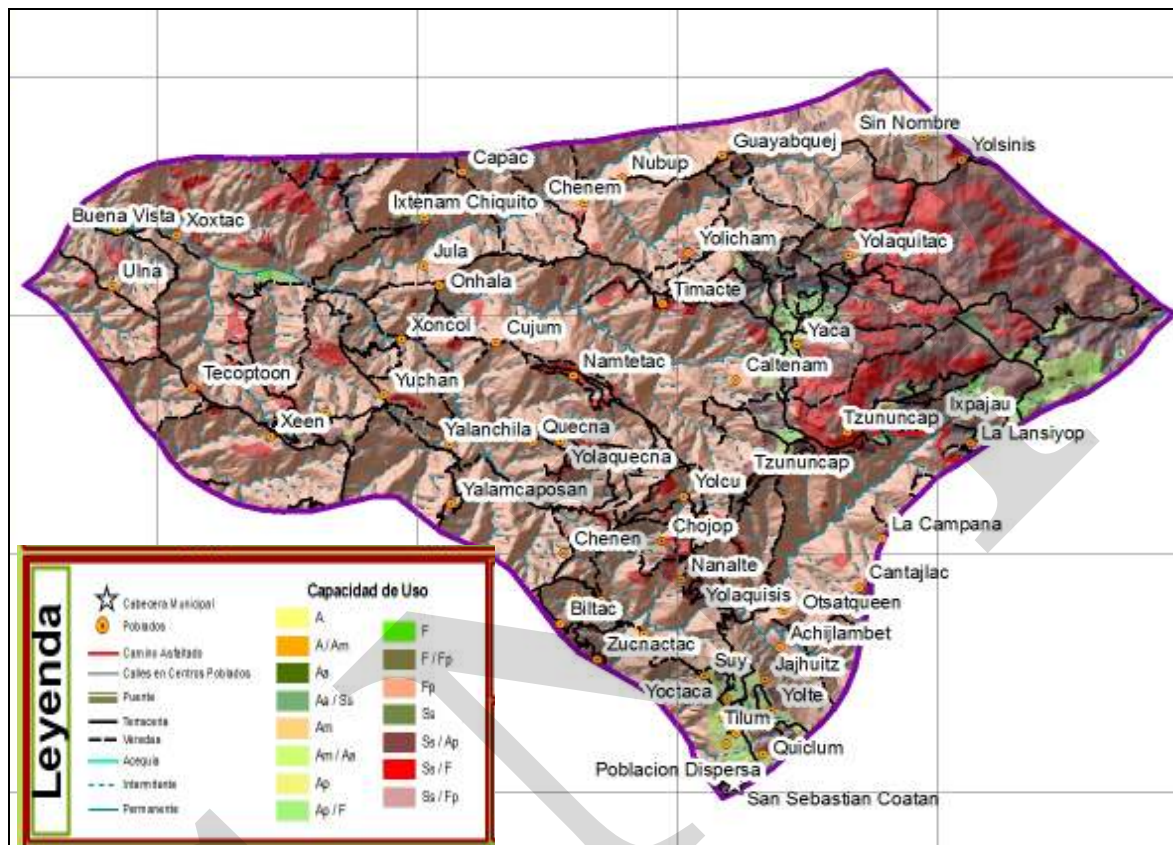 Sin Nombre
Guayabquej
Yolsinis
Capac
Nubup
Chenem
Ixtenam Chiquito
Buena Vista
Xoxtac
Yolicham
Yolaquitac
Jula
Ulna
Onhala
Timacte
Xoncol
Cujum
Yaca
Namtetac
Caltenam
Tecoptoon
Yuchan
Ixpajau
Tzununcap
Xeen
Yalanchila
Quecna
La Lansiyop
Yolaquecna
Tzununcap
Yalamcaposan
Yolcu
Chojop
La Campana
Chenen
Nanalte
Cantajlac
Yolaquisis
Otsatqueen
Biltac
Achijlambet
Zucnactac
Suy
Jajhuitz
Yoctaca
Yolte
Tilum
Quiclum
Poblacion Dispersa
San Sebastian Coatan
Leyenda
Cabecera Municipal
Poblados
Camino Asfaltado
Calles en Centros Poblados
Puente
Terraceria
Veredas
Acequia
Intermitente
Permanente
Capacidad de Uso
A
A / Am
Aa
Aa / Ss
Am
Am / Aa
Ap
Ap / F
F
F / Fp
Fp
Ss
Ss / Ap
Ss / F
Ss / Fp